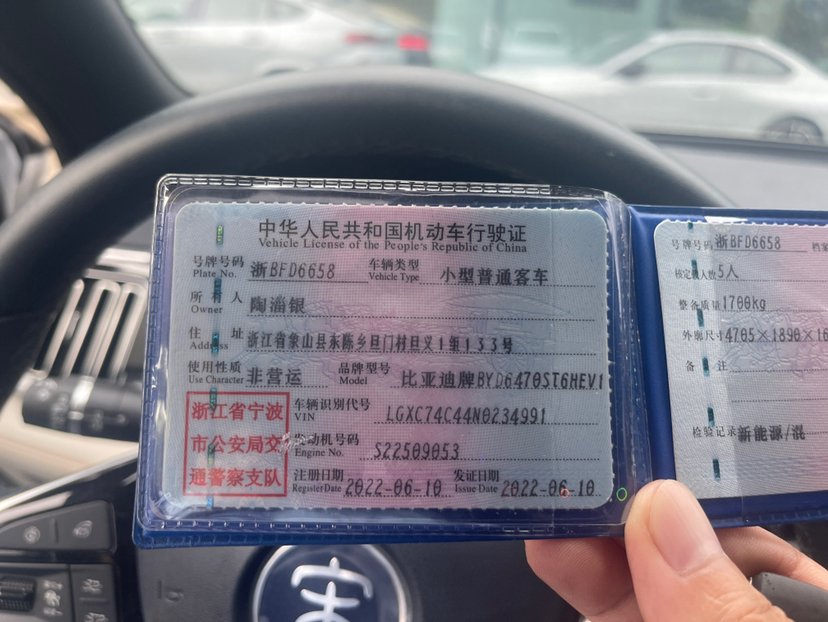 中华人民共和国机动车行驶证
Vehicle License of the People's Republic of China
号牌号码 浙BFD6658 车辆类型 小型普通客车
Plate No. Vehicle Type
所有人 陶淄银
Owner
住址 浙江省象山县东陈乡旦门村旦义1组133号
Address
使用性质 非营运 品牌型号 比亚迪牌BYD6470ST6HEV1
Use Character Model
浙江省宁波
市公安局交
通警察支队
车辆识别代号 LGXC74C44N0234991
VIN
发动机号码 S22509053
Engine No.
注册日期 2022-06-10 发证日期 2022-06-10
Register Date Issue Date
号牌号码 浙BFD6658 档案
核定载人数 5人
整备质量 1700kg
外廓尺寸 4705×1890×16
备注
检验记录 新能源/混
宋